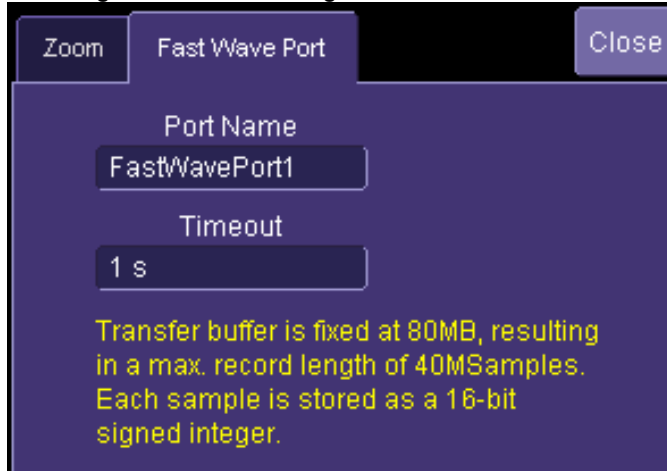 Zoom
Fast Wave Port
Close
Port Name
FastWavePort1
Timeout
1 s
Transfer buffer is fixed at 80MB, resulting
in a max. record length of 40MSamples.
Each sample is stored as a 16-bit
signed integer.